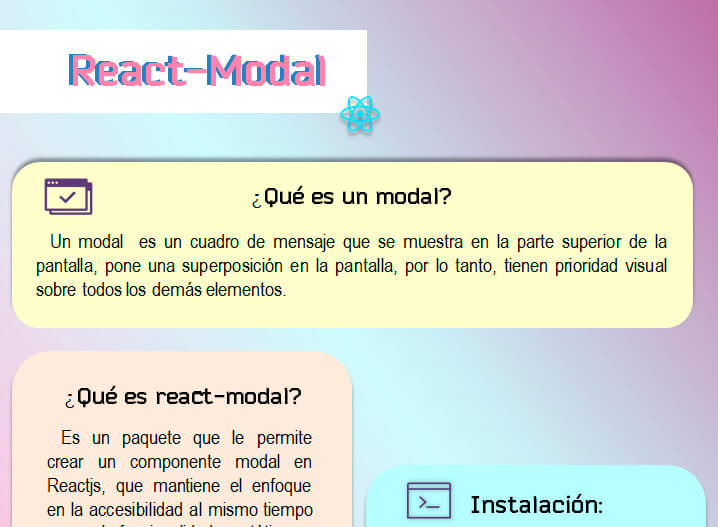 React-Modal
¿Qué es un modal?
Un modal es un cuadro de mensaje que se muestra en la parte superior de la
pantalla, pone una superposición en la pantalla, por lo tanto, tienen prioridad visual
sobre todos los demás elementos.
¿Qué es react-modal?
Es un paquete que le permite
crear un componente modal en
Reactjs, que mantiene el enfoque
en la accesibilidad al mismo tiempo
Instalación: